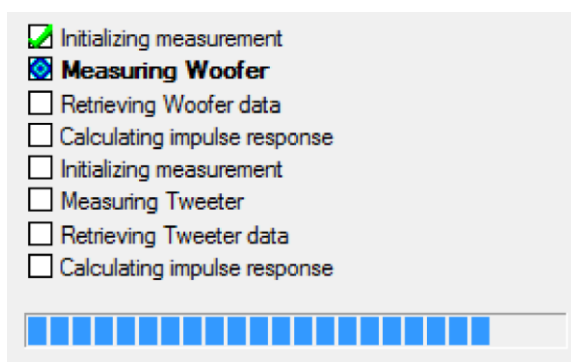 Initializing measurement
Measuring Woofer
Retrieving Woofer data
Calculating impulse response
Initializing measurement
Measuring Tweeter
Retrieving Tweeter data
Calculating impulse response